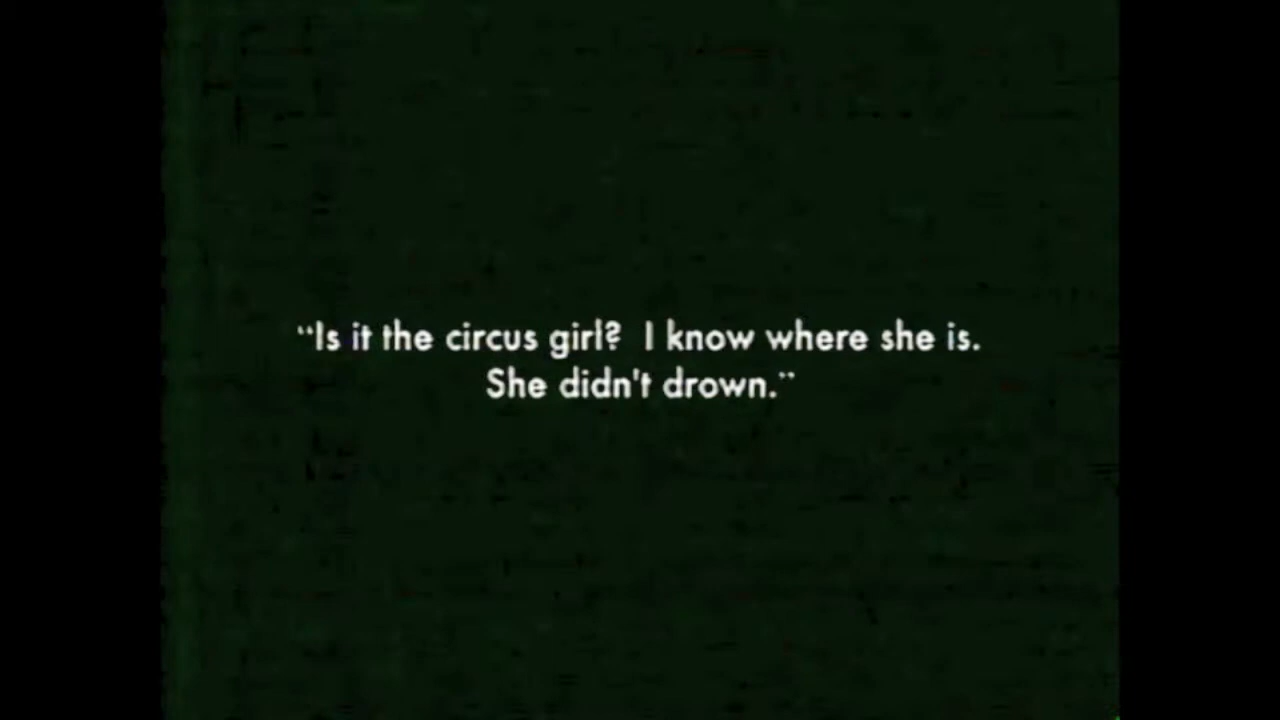 “Is it the circus girl?  I know where she is.
She didn't drown.”